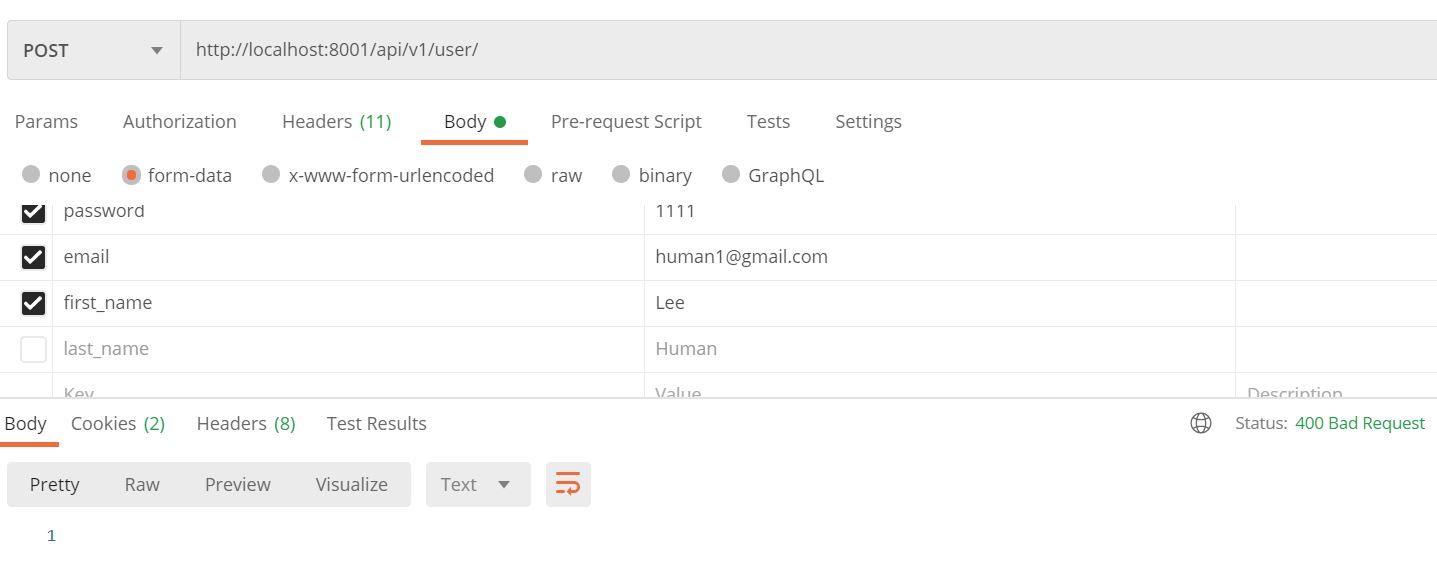 POST http://localhost:8001/api/v1/user/
Params Authorization Headers (11) Body Pre-request Script Tests Settings
none form-data x-www-form-urlencoded raw binary GraphQL
password 1111
email human1@gmail.com
first_name Lee
last_name Human
Key Value Description
Body Cookies (2) Headers (8) Test Results Status: 400 Bad Request
Pretty Raw Preview Visualize Text
1